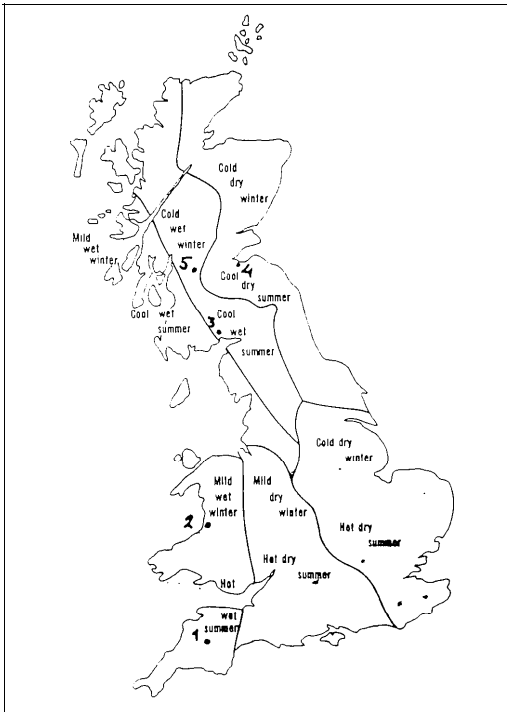 Cold
dry
winter
Cold
wet
winter
Mild
wet
winter
5
4
Cool
dry
summer
Cool wet
summer
3
Cool
wet
summer
Cold dry
winter
Mild
wet
winter
Mild
dry
winter
2
Hot dry
summer
Hot dry
summer
Hot
wet
summer
1